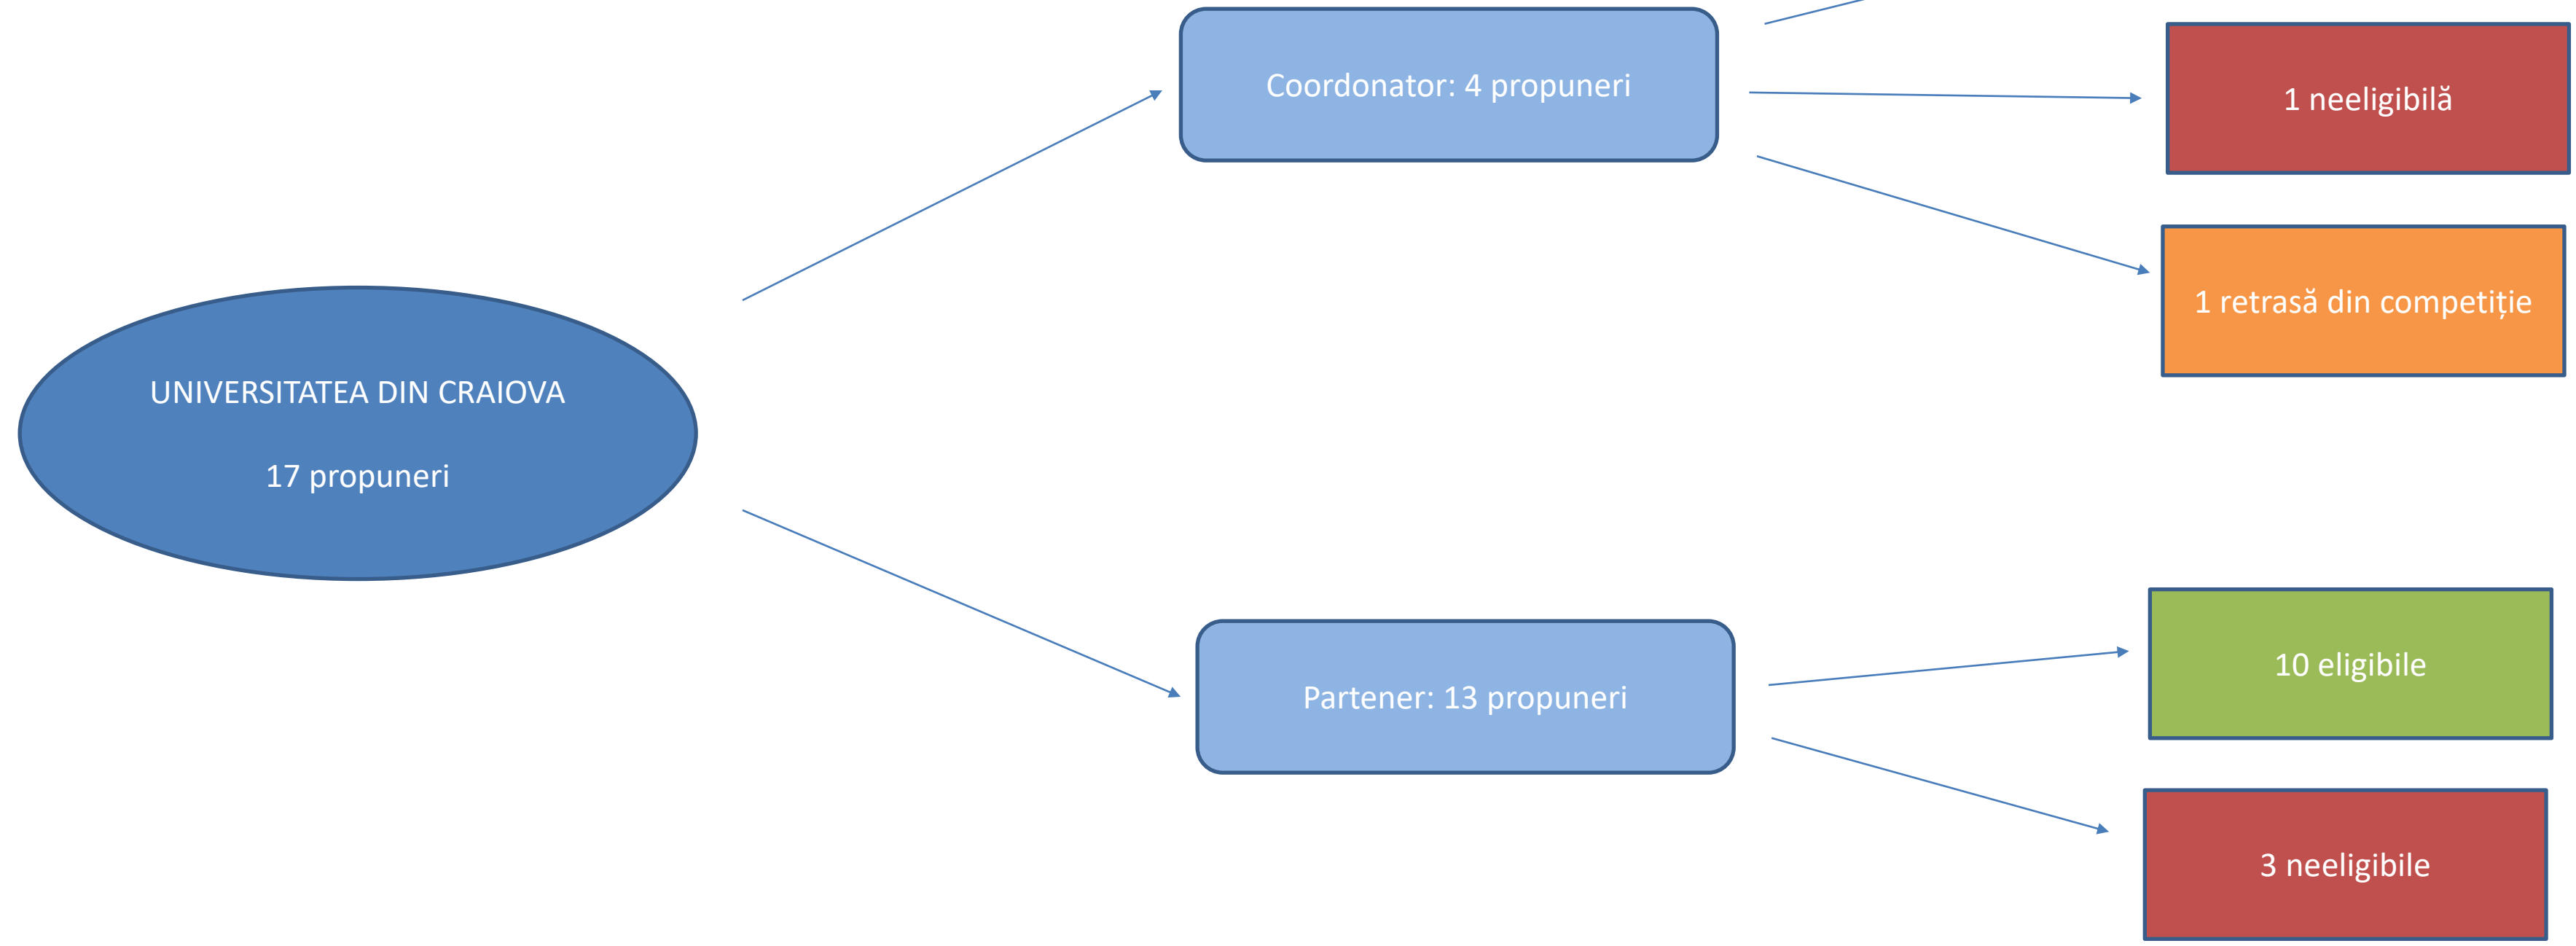 Coordonator: 4 propuneri
1 neeligibilă
1 retrasă din competiție
UNIVERSITATEA DIN CRAIOVA
17 propuneri
Partener: 13 propuneri
10 eligibile
3 neeligibile